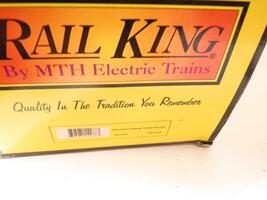 RAIL KING®
By MTH Electric Trains
Quality In The Tradition You Remember